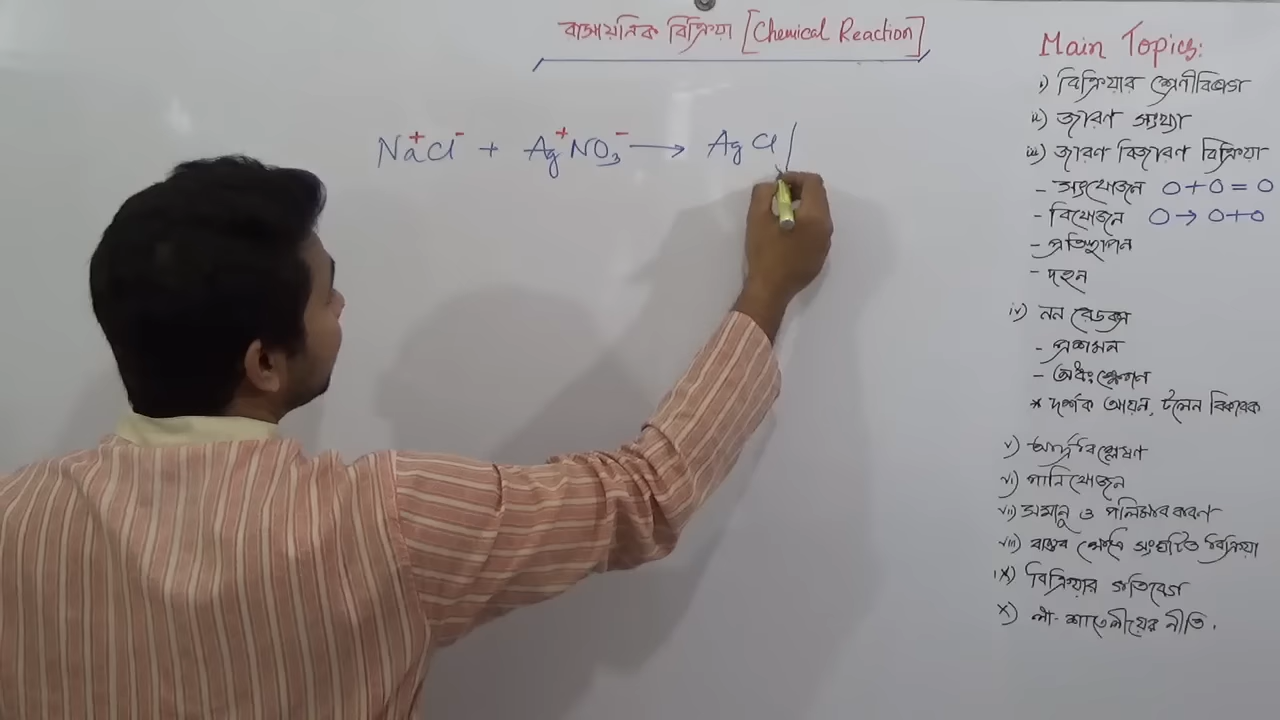 রাসায়নিক বিক্রিয়া [Chemical Reaction]
Na⁺Cl⁻ + Ag⁺NO₃⁻ → AgCl
Main Topics:
i) বিক্রিয়ার শ্রেণীবিভাগ
ii) জারণ সংখ্যা
iii) জারণ বিজারণ বিক্রিয়া
- সংযোজন O + O = O
- বিযোজন O → O + O
- প্রতিস্থাপন
- দহন
iv) নন রেডক্স
- প্রশমন
- অধঃক্ষেপন
* দর্শক আয়ন, টলেন বিকারক
v) আর্দ্রবিশ্লেষণ
vi) পানিযোজন
vii) সমানু ও পলিমারকরণ
viii) বাস্তব ক্ষেত্রে সংঘটিত বিক্রিয়া
ix) বিক্রিয়ার গতিবেগ
x) লা-শাতেলীয়ের নীতি.